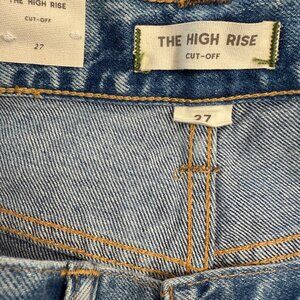 THE HIGH RISE
CUT-OFF
27
THE HIGH RISE
CUT-OFF
27